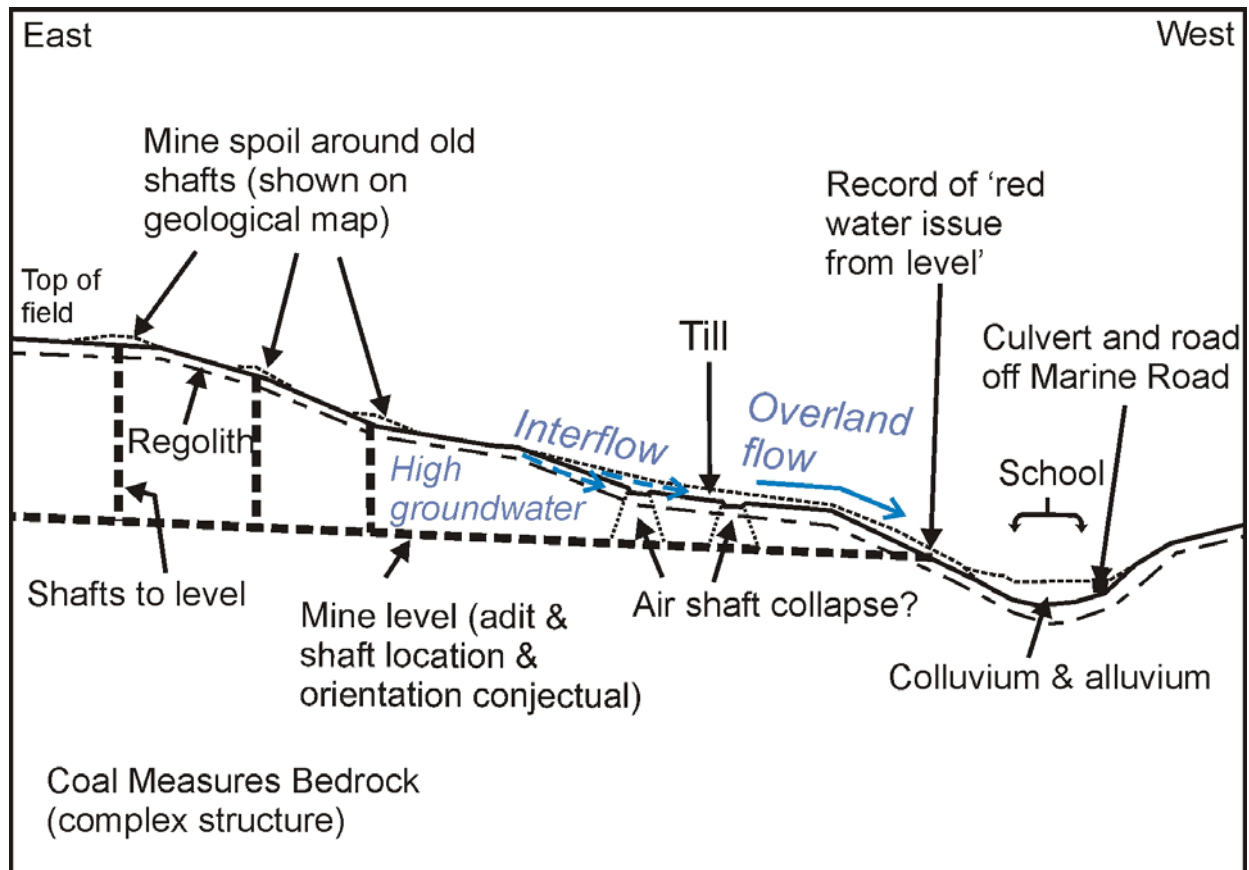 East
West
Mine spoil around old
shafts (shown on
geological map)
Record of ‘red
water issue
from level’
Top of
field
Till
Culvert and road
off Marine Road
Overland
flow
Interflow
Regolith
High
groundwater
School
Shafts to level
Mine level (adit &
shaft location &
orientation conjectual)
Air shaft collapse?
Colluvium & alluvium
Coal Measures Bedrock
(complex structure)